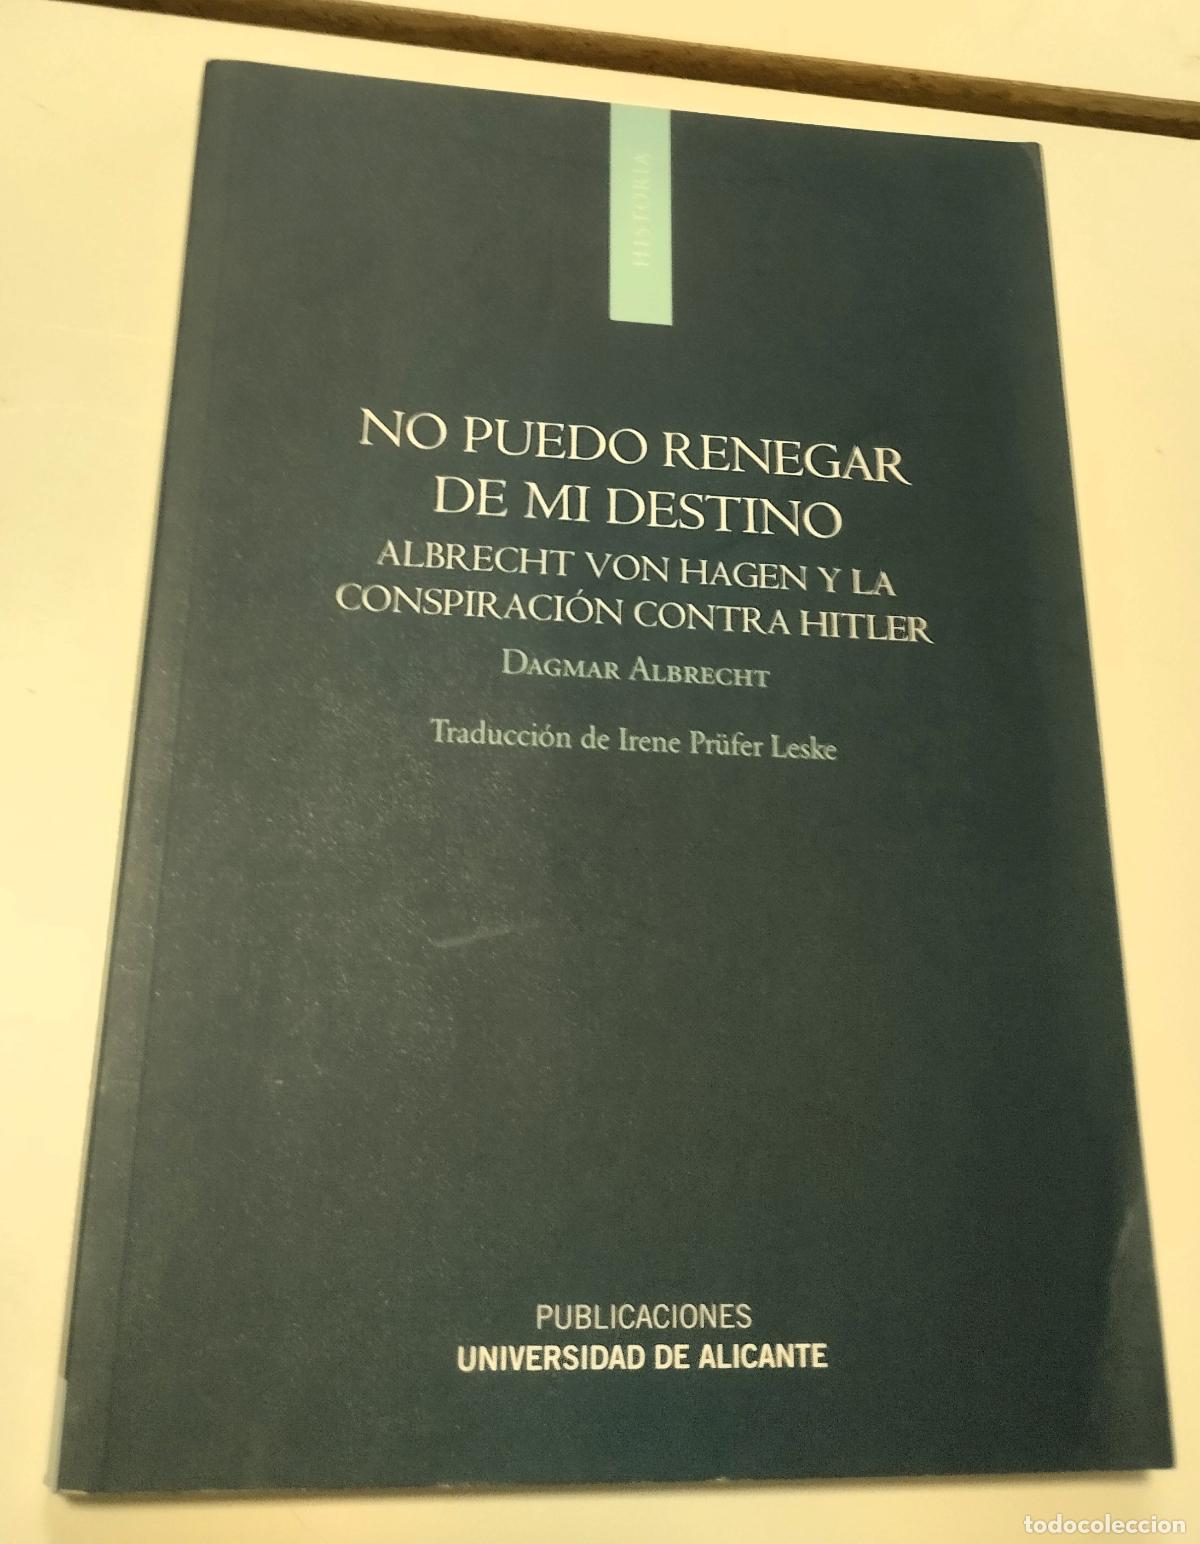 HISTORIA
NO PUEDO RENEGAR
DE MI DESTINO
ALBRECHT VON HAGEN Y LA
CONSPIRACIÓN CONTRA HITLER
DAGMAR ALBRECHT
Traducción de Irene Prüfer Leske
PUBLICACIONES
UNIVERSIDAD DE ALICANTE
todocoleccion